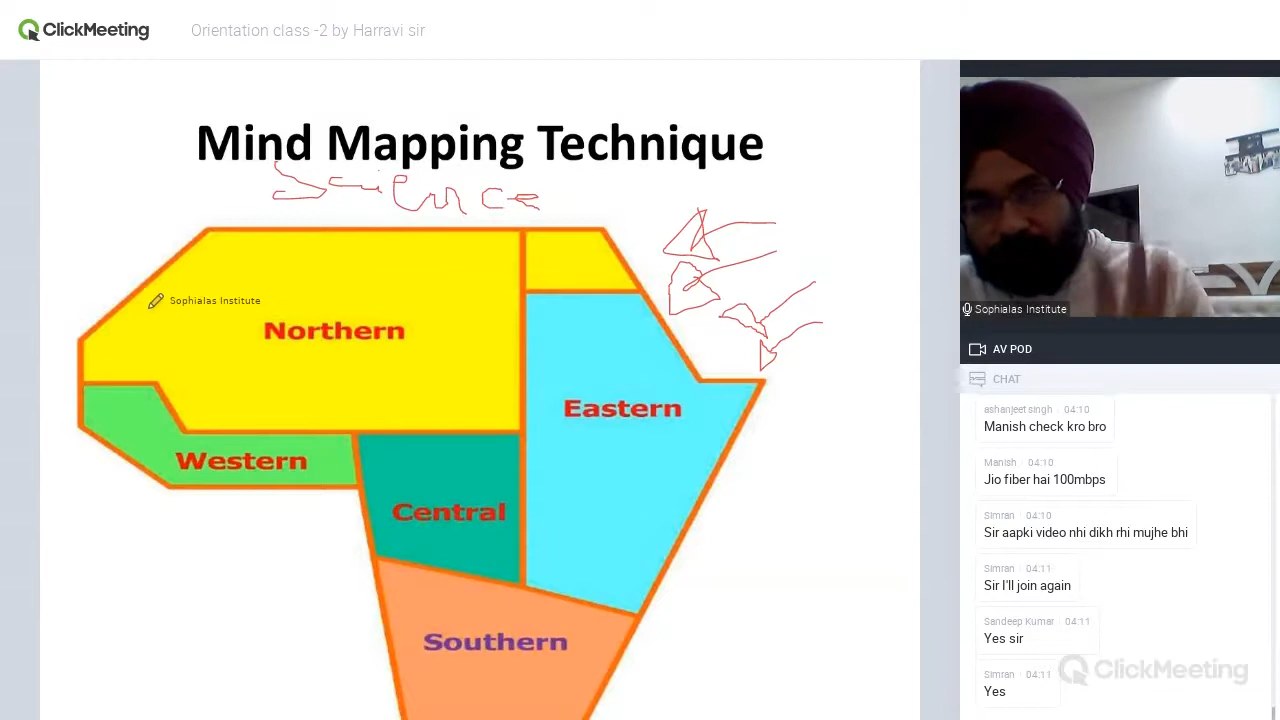 ClickMeeting
Orientation class -2 by Harravi sir
Mind Mapping Technique
Science
Sophialas Institute
Northern
Eastern
Western
Central
Southern
Sophialas Institute
AV POD
CHAT
ashanjeet singh 04:10
Manish check kro bro
Manish 04:10
Jio fiber hai 100mbps
Simran 04:10
Sir aapki video nhi dikh rhi mujhe bhi
Simran 04:11
Sir I'll join again
Sandeep Kumar 04:11
Yes sir
Simran 04:11
Yes
ClickMeeting